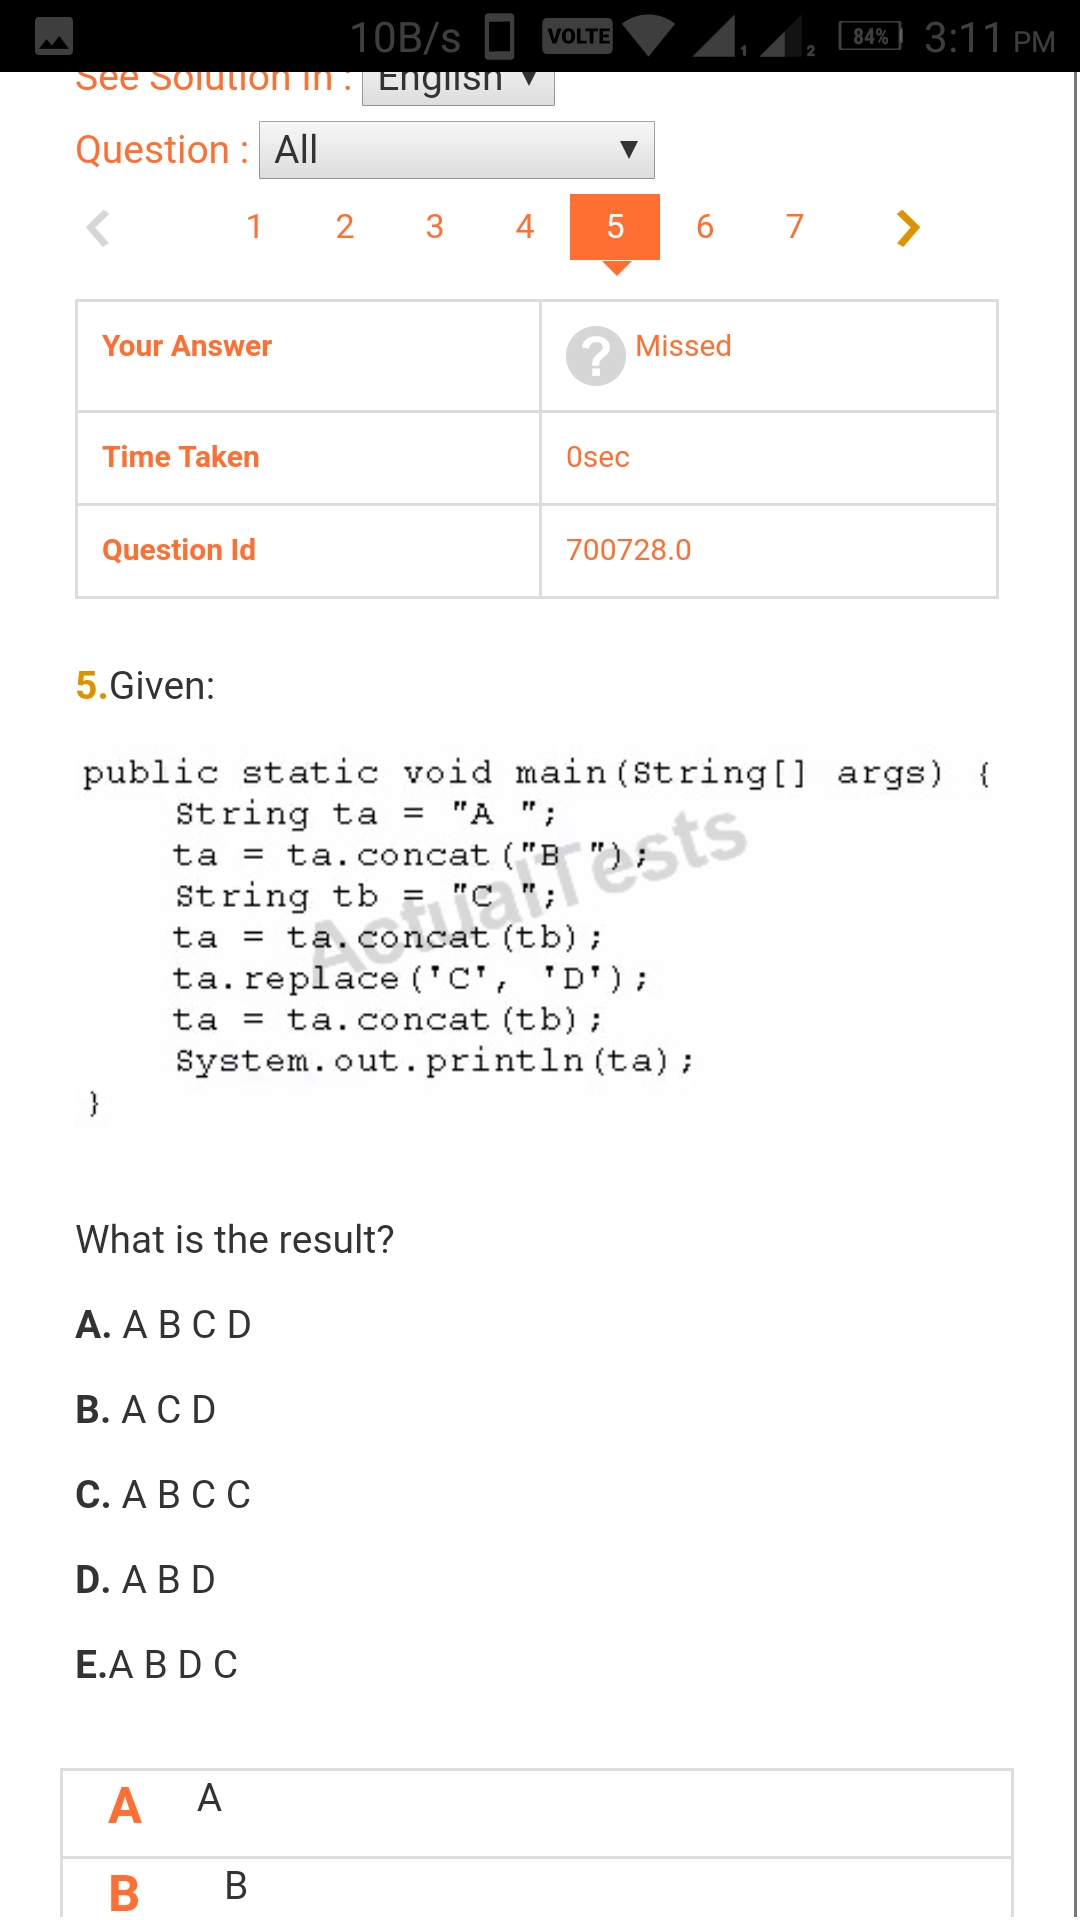 10B/s VOLTE 1 2 84% 3:11 PM
See Solution In : English ▼
Question : All ▼
1 2 3 4 5 6 7
Your Answer ? Missed
Time Taken 0sec
Question Id 700728.0
5.Given:
public static void main(String[] args) {
String ta = "A ";
ta = ta.concat("B ");
String tb = "C ";
ta = ta.concat(tb);
ta.replace('C', 'D');
ta = ta.concat(tb);
System.out.println(ta);
}
ActualTests
What is the result?
A. A B C D
B. A C D
C. A B C C
D. A B D
E.A B D C
A A
B B